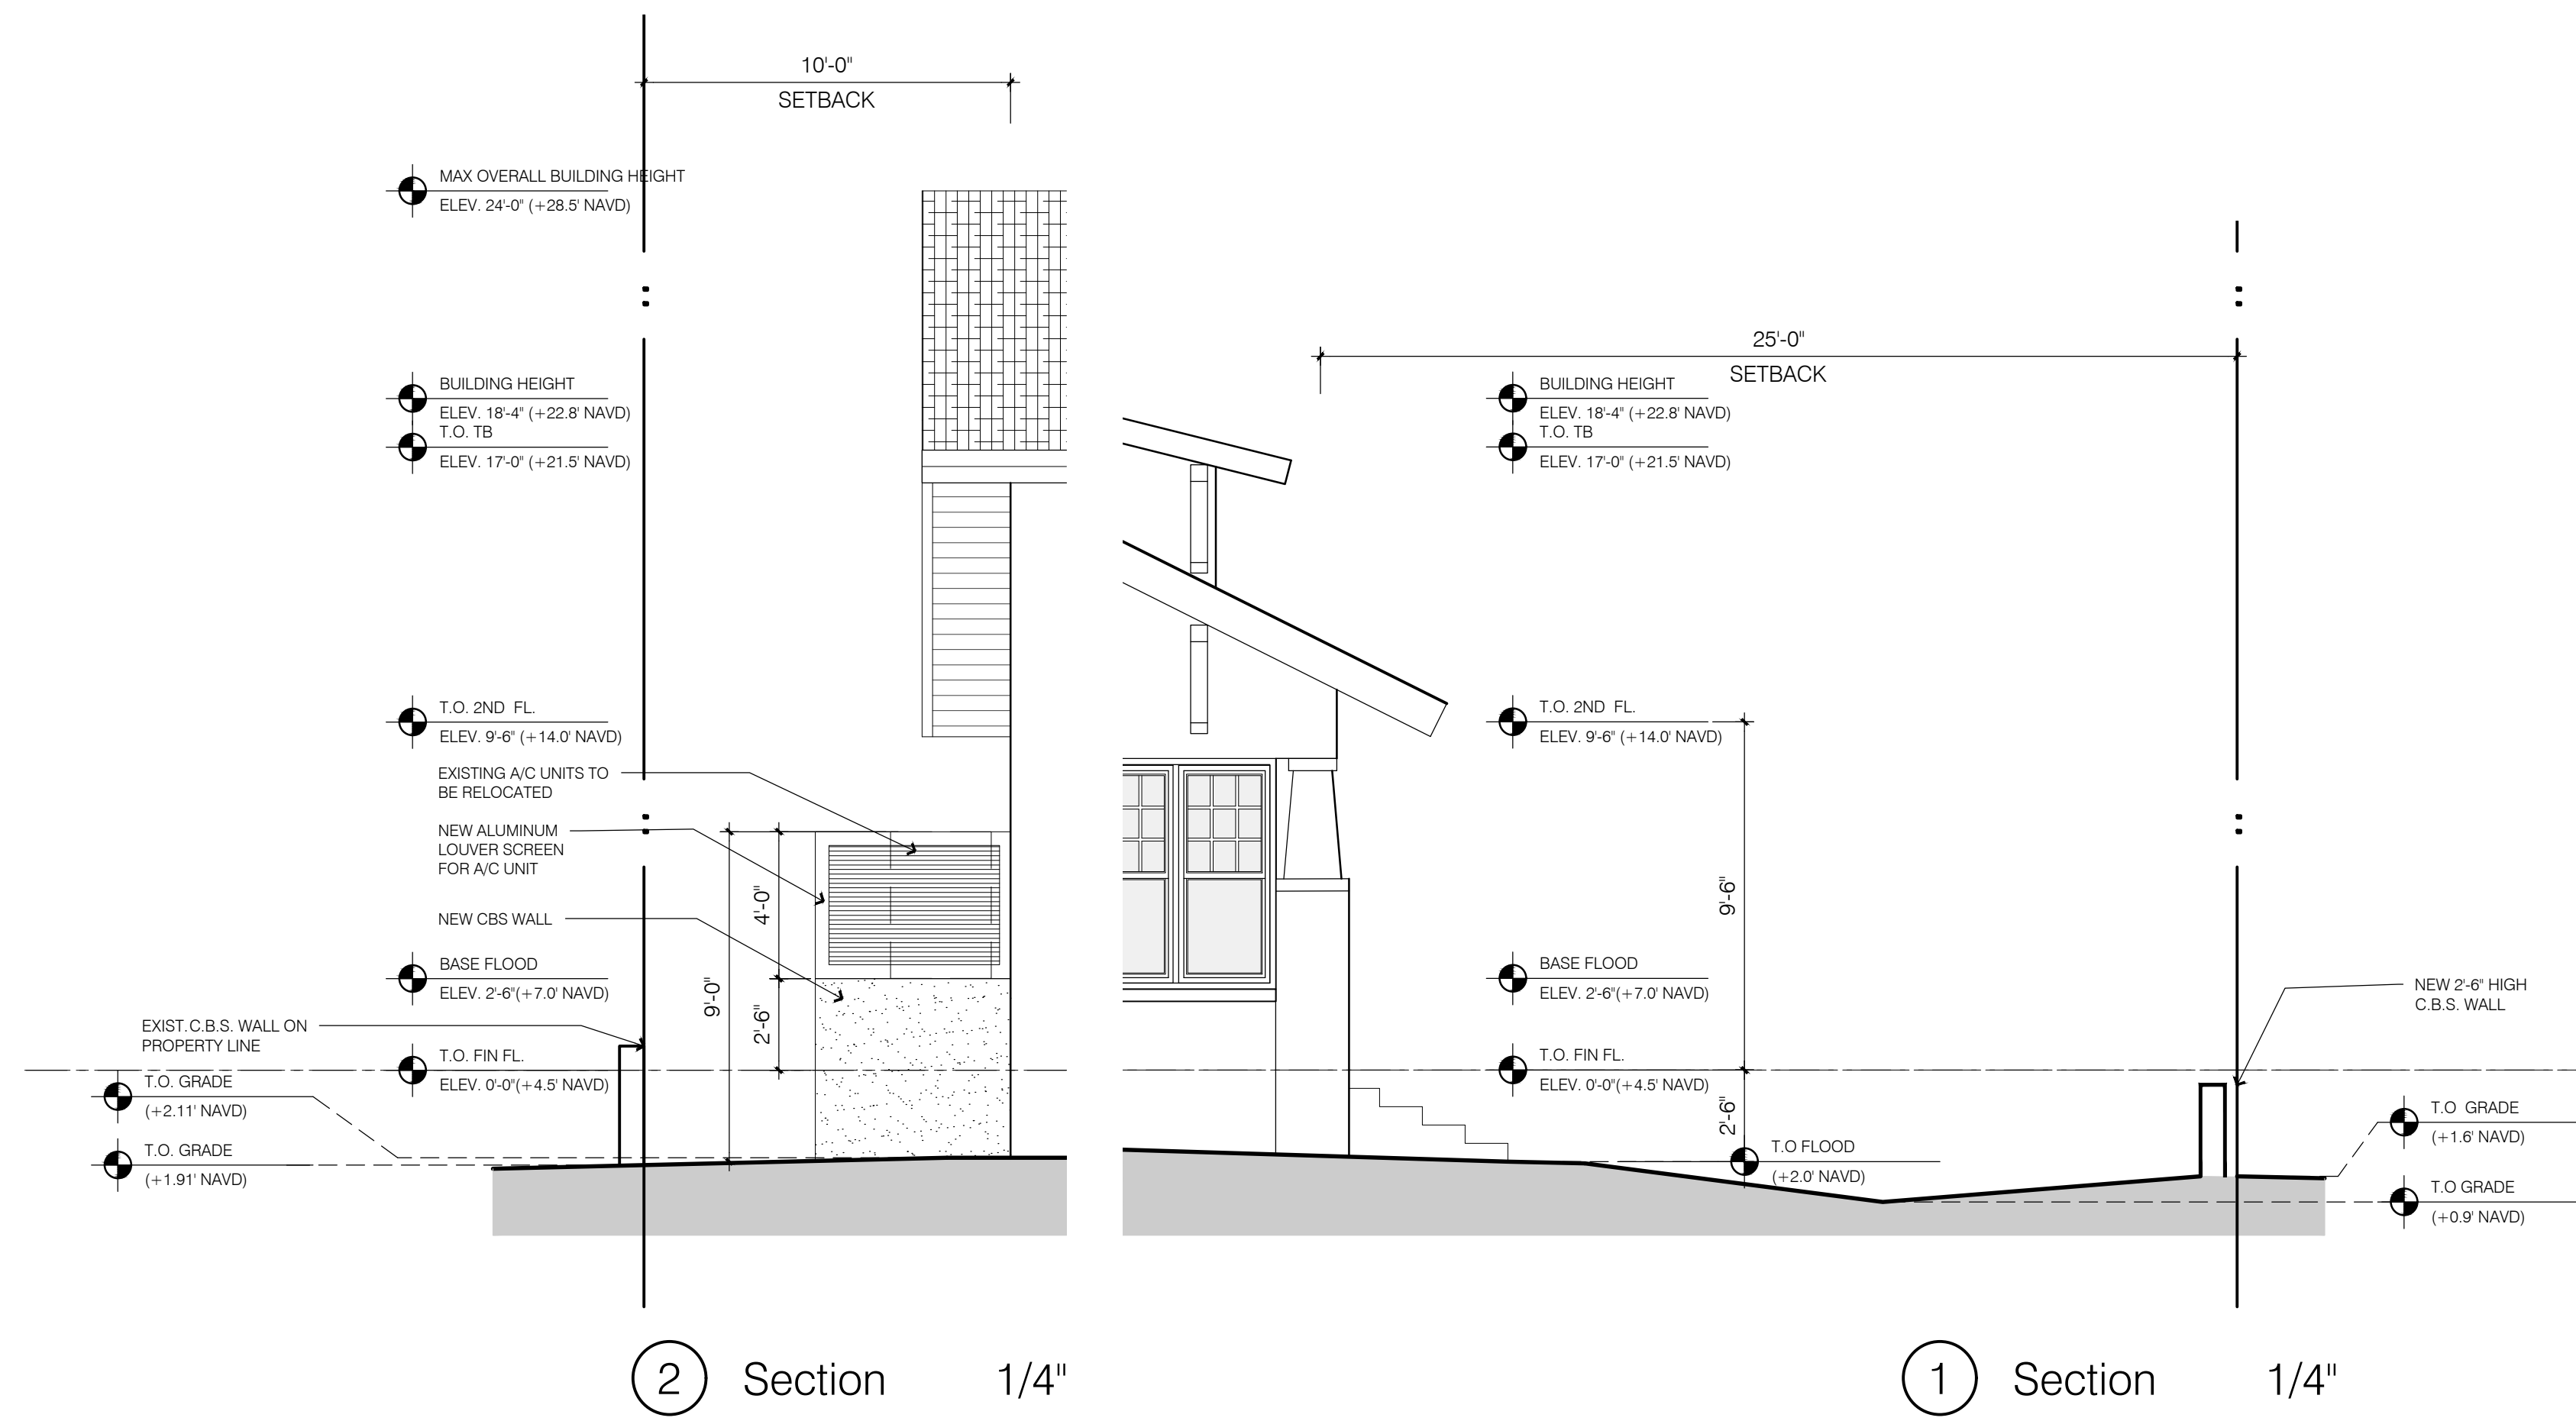 10'-0"
SETBACK
MAX OVERALL BUILDING HEIGHT
ELEV. 24'-0" (+28.5' NAVD)
BUILDING HEIGHT
ELEV. 18'-4" (+22.8' NAVD)
T.O. TB
ELEV. 17'-0" (+21.5' NAVD)
T.O. 2ND FL.
ELEV. 9'-6" (+14.0' NAVD)
EXISTING A/C UNITS TO
BE RELOCATED
NEW ALUMINUM
LOUVER SCREEN
FOR A/C UNIT
NEW CBS WALL
BASE FLOOD
ELEV. 2'-6"(+7.0' NAVD)
EXIST.C.B.S. WALL ON
PROPERTY LINE
T.O. FIN FL.
ELEV. 0'-0"(+4.5' NAVD)
T.O. GRADE
(+2.11' NAVD)
T.O. GRADE
(+1.91' NAVD)
4'-0"
9'-0"
2'-6"
2 Section 1/4"
25'-0"
SETBACK
BUILDING HEIGHT
ELEV. 18'-4" (+22.8' NAVD)
T.O. TB
ELEV. 17'-0" (+21.5' NAVD)
T.O. 2ND FL.
ELEV. 9'-6" (+14.0' NAVD)
9'-6"
BASE FLOOD
ELEV. 2'-6"(+7.0' NAVD)
NEW 2'-6" HIGH
C.B.S. WALL
T.O. FIN FL.
ELEV. 0'-0"(+4.5' NAVD)
2'-6"
T.O FLOOD
(+2.0' NAVD)
T.O GRADE
(+1.6' NAVD)
T.O GRADE
(+0.9' NAVD)
1 Section 1/4"